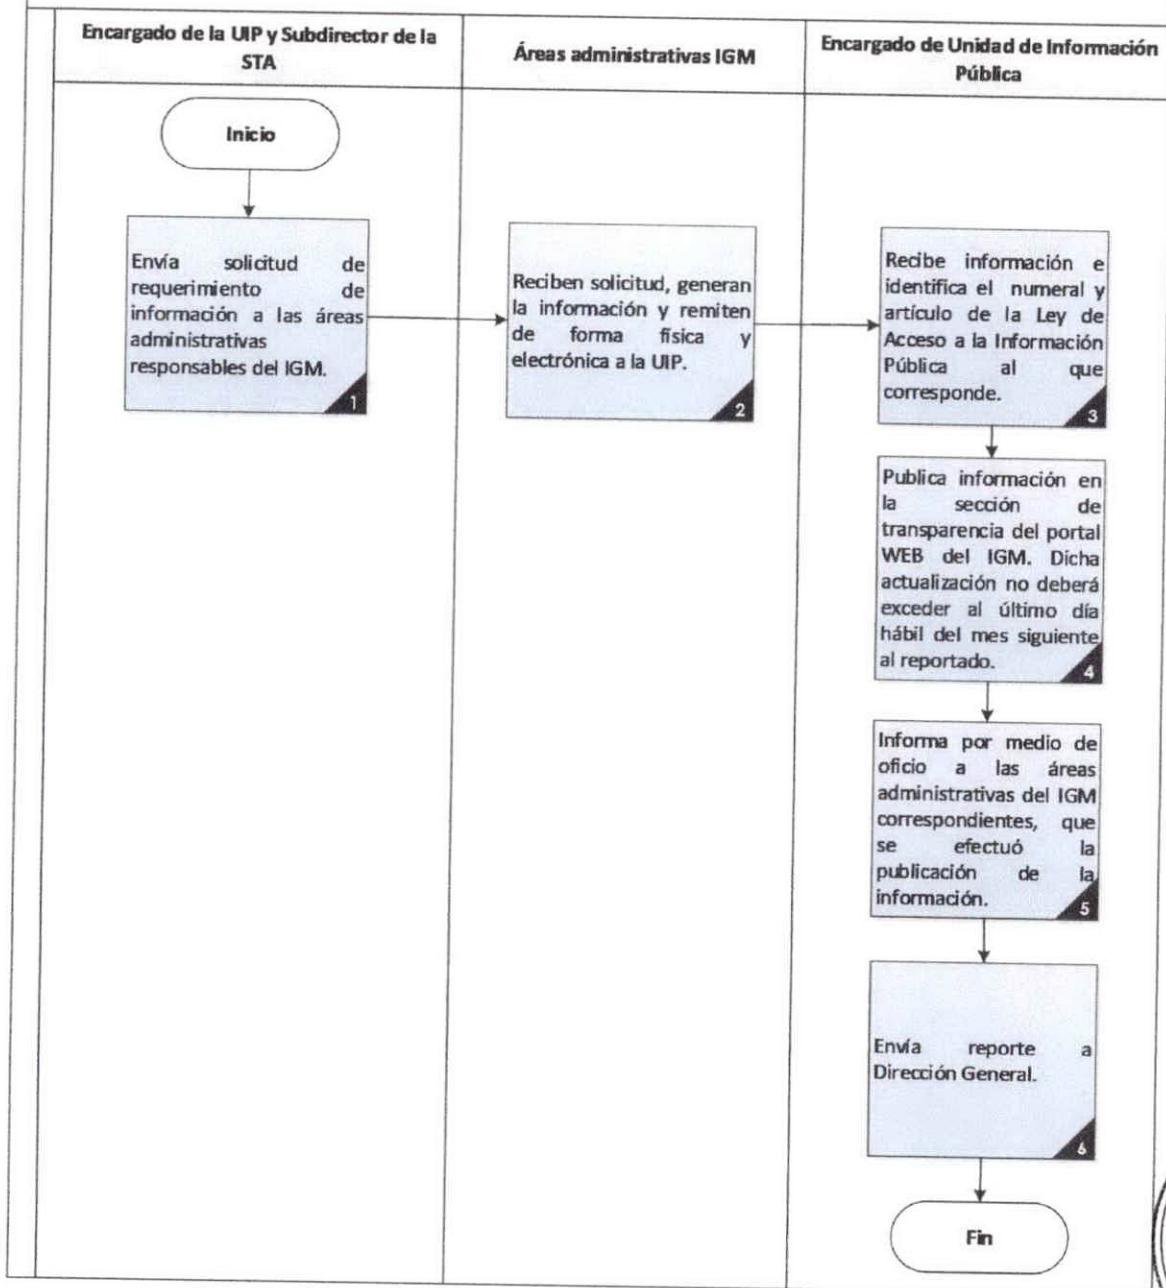 Encargado de la UIP y Subdirector de la
STA
Áreas administrativas IGM
Encargado de Unidad de Información
Pública
Inicio
Envía solicitud de
requerimiento de
información a las áreas
administrativas
responsables del IGM.
1
Reciben solicitud, generan
la información y remiten
de forma física y
electrónica a la UIP.
2
Recibe información e
identifica el numeral y
artículo de la Ley de
Acceso a la Información
Pública al que
corresponde.
3
Publica información en
la sección de
transparencia del portal
WEB del IGM. Dicha
actualización no deberá
exceder al último día
hábil del mes siguiente
al reportado.
4
Informa por medio de
oficio a las áreas
administrativas del IGM
correspondientes, que
se efectuó la
publicación de la
información.
5
Envía reporte a
Dirección General.
6
Fin